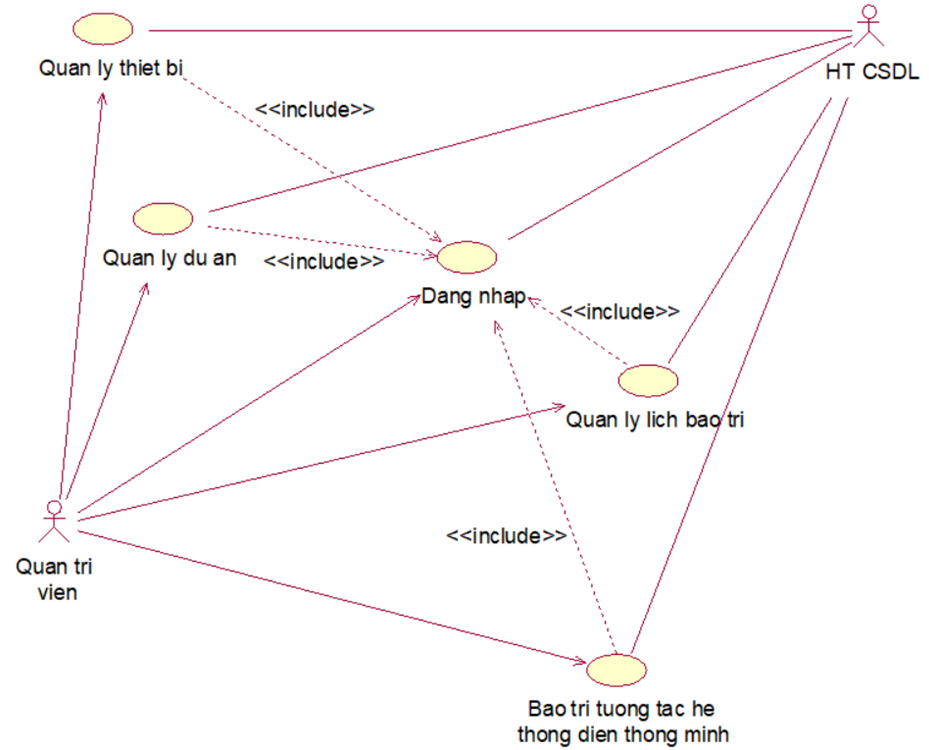 Quan ly thiet bi
HT CSDL
<<include>>
Quan ly du an
<<include>>
Dang nhap
<<include>>
Quan ly lich bao tri
<<include>>
Quan tri
vien
Bao tri tuong tac he
thong dien thong minh